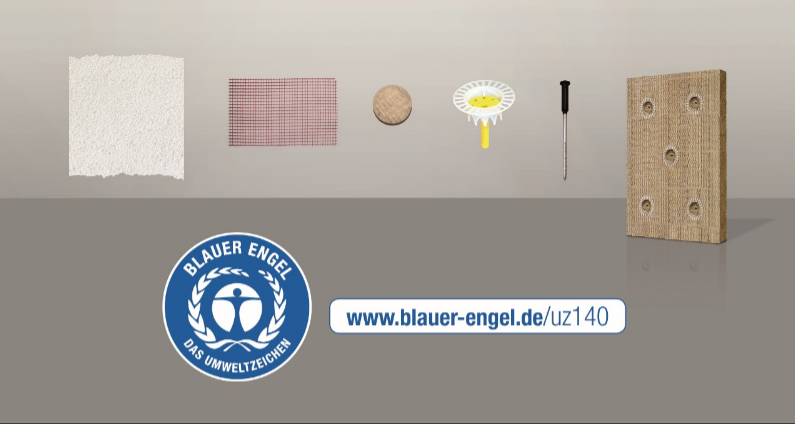 BLAUER ENGEL
DAS UMWELTZEICHEN
www.blauer-engel.de/uz140